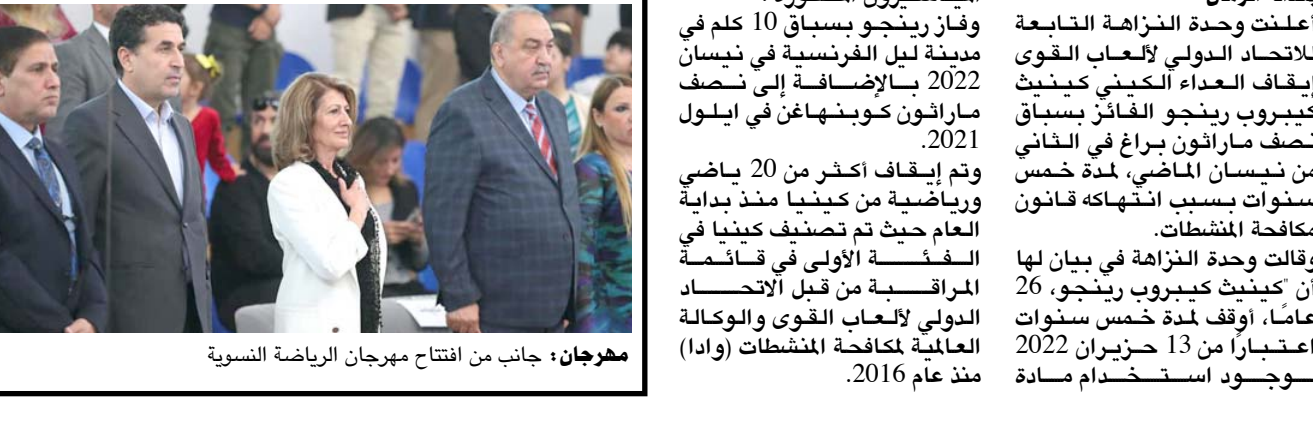 أعلنت وحدة النزاهة التابعة
للاتحاد الدولي لألعاب القوى
إيقاف العداء الكيني كينيث
كيبروب رينجو الفائز بسباق
نصف ماراثون براغ في الثاني
من نيسان الماضي، لمدة خمس
سنوات بسبب انتهاكه قانون
مكافحة المنشطات.
وقالت وحدة النزاهة في بيان لها
أن "كينيث كيبروب رينجو، 26
عامًا، أوقف لمدة خمس سنوات
اعتبارًا من 13 حزيران 2022
لوجود استخدام مادة
وفاز رينجو بسباق 10 كلم في
مدينة ليل الفرنسية في نيسان
2022 بالإضافة إلى نصف
ماراثون كوبنهاغن في ايلول
2021.
وتم إيقاف أكثر من 20 ياضي
ورياضية من كينيا منذ بداية
العام حيث تم تصنيف كينيا في
الفئة الأولى في قائمة
المراقبة من قبل الاتحاد
الدولي لألعاب القوى والوكالة
العالمية لمكافحة المنشطات (وادا)
منذ عام 2016.
مهرجان: جانب من افتتاح مهرجان الرياضة النسوية